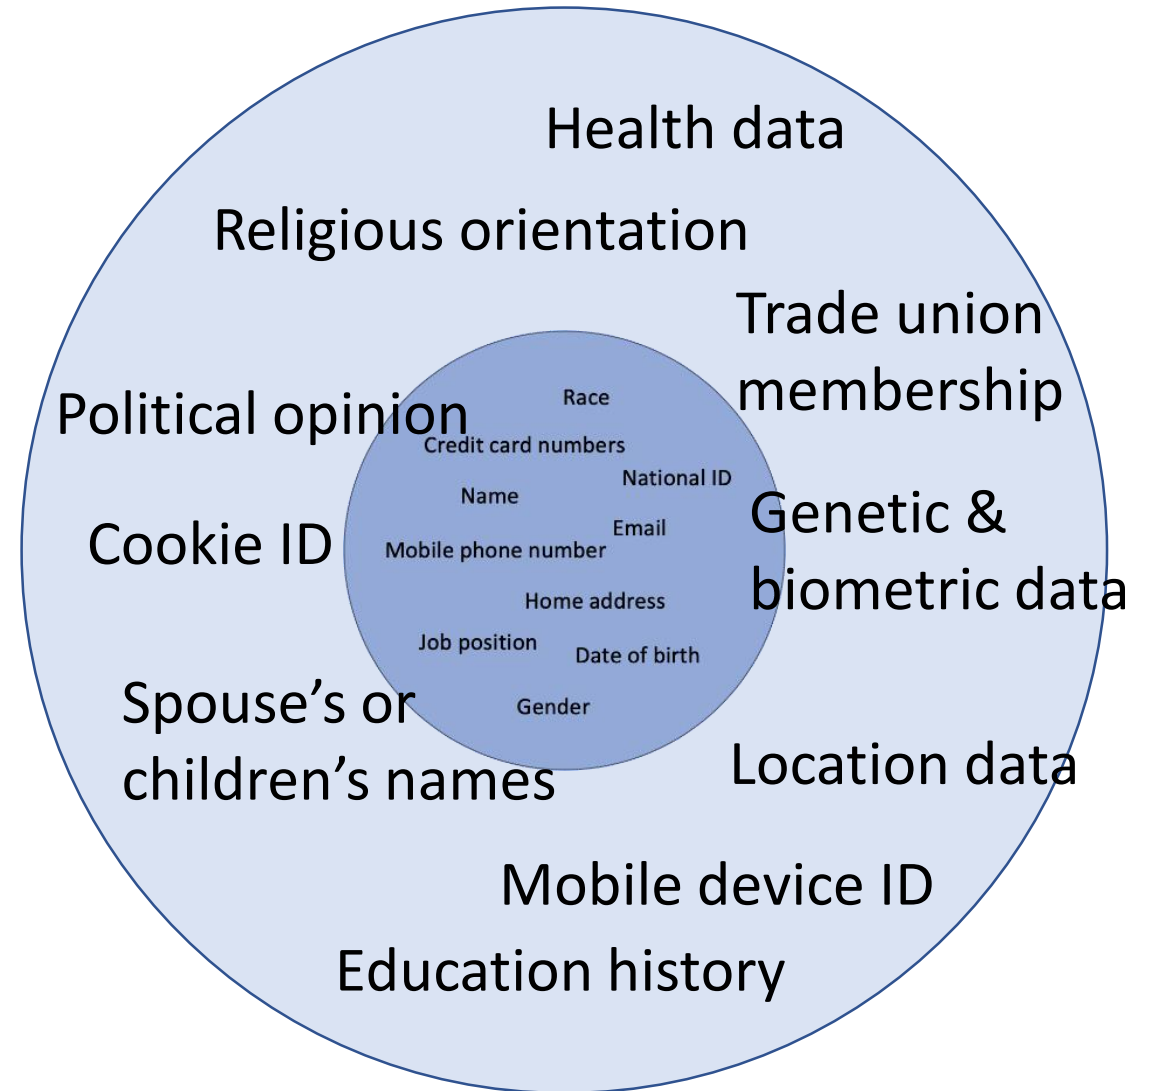 Health data
Religious orientation
Trade union
membership
Race
Political opinion
Credit card numbers
National ID
Name
Genetic &
Email
Cookie ID
Mobile phone number
biometric data
Home address
Job position
Date of birth
Spouse’s or
Gender
children’s names
Location data
Mobile device ID
Education history